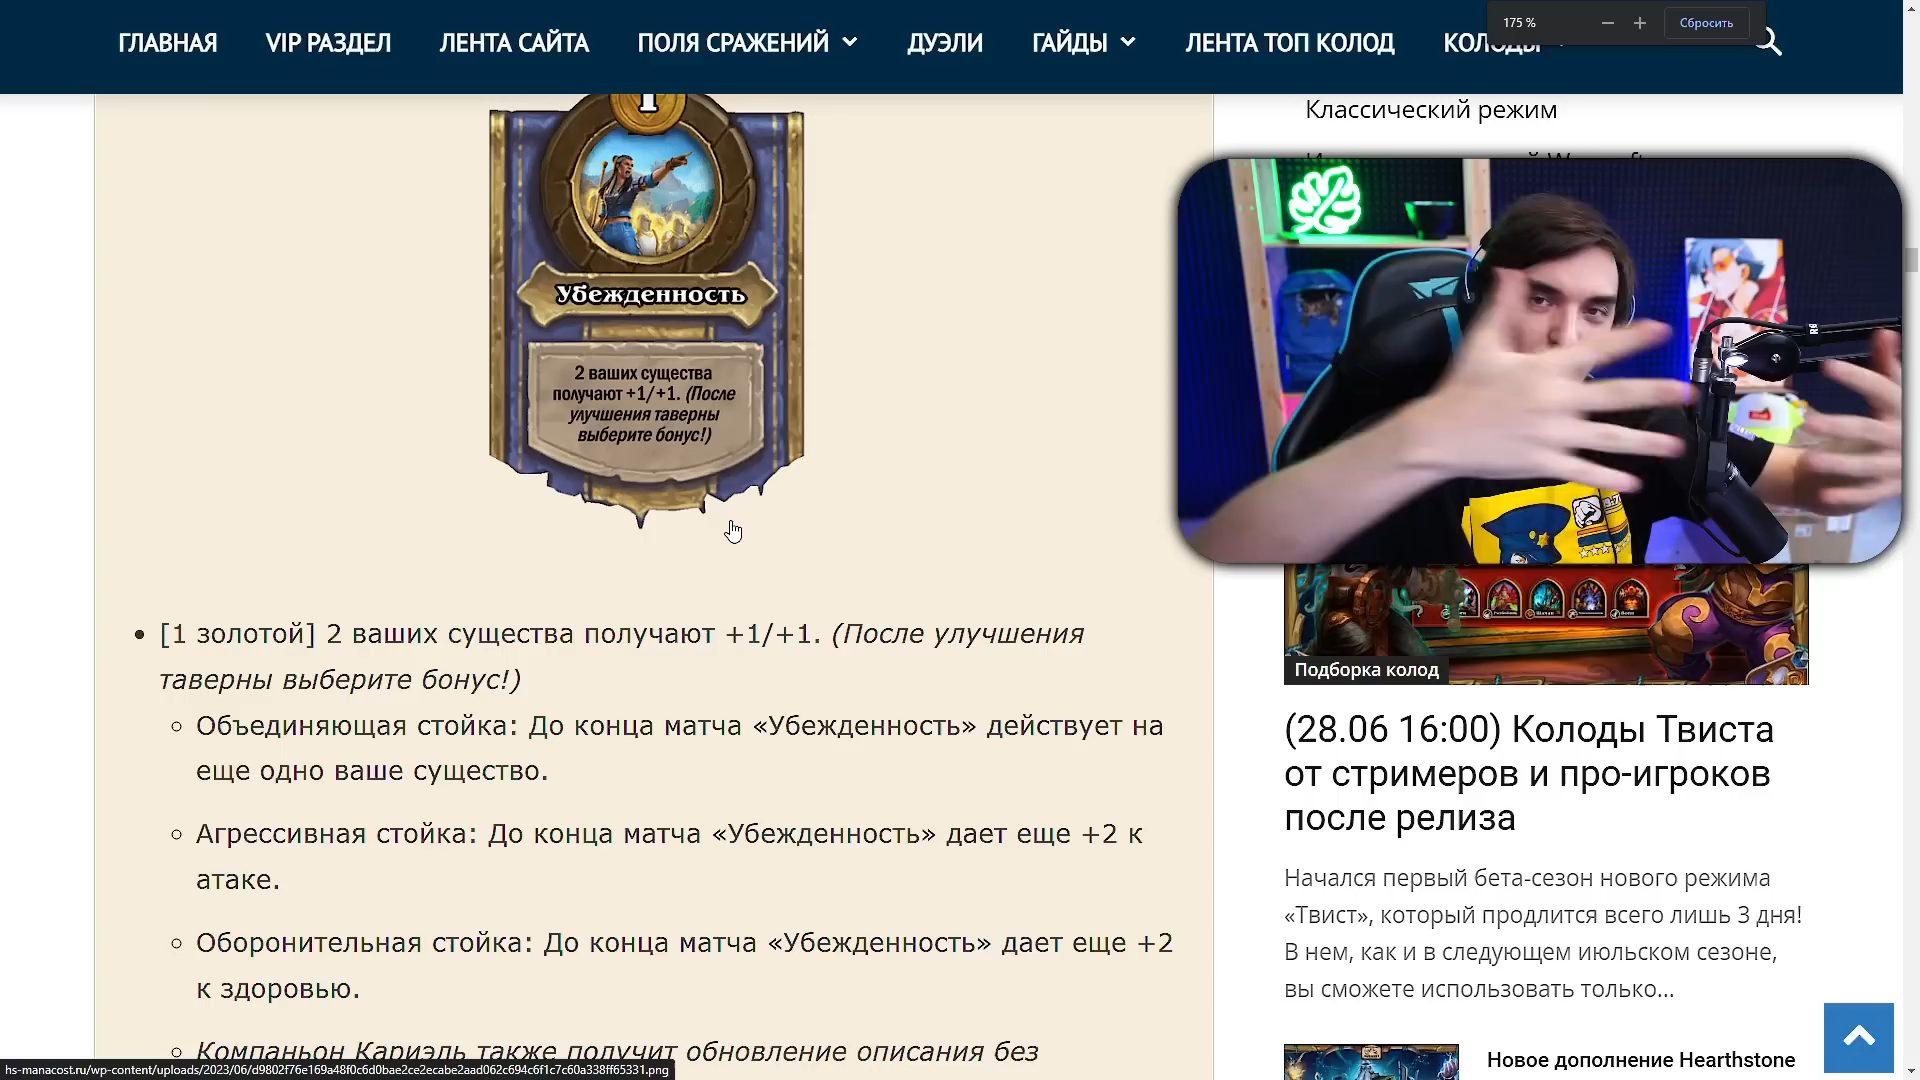 ГЛАВНАЯ
VIP РАЗДЕЛ
ЛЕНТА САЙТА
ПОЛЯ СРАЖЕНИЙ
ДУЭЛИ
ГАЙДЫ
ЛЕНТА ТОП КОЛОД
КОЛОДЫ
175 %
Сбросить
1
Убежденность
2 ваших существа
получают +1/+1. (После
улучшения таверны
выберите бонус!)
[1 золотой] 2 ваших существа получают +1/+1. (После улучшения
таверны выберите бонус!)
Объединяющая стойка: До конца матча «Убежденность» действует на
еще одно ваше существо.
Агрессивная стойка: До конца матча «Убежденность» дает еще +2 к
атаке.
Оборонительная стойка: До конца матча «Убежденность» дает еще +2
к здоровью.
Компаньон Кариэль также получит обновление описания без
Классический режим
Подборка колод
(28.06 16:00) Колоды Твиста
от стримеров и про-игроков
после релиза
Начался первый бета-сезон нового режима
«Твист», который продлится всего лишь 3 дня!
В нем, как и в следующем июльском сезоне,
вы сможете использовать только...
Новое дополнение Hearthstone
hs-manacost.ru/wp-content/uploads/2023/06/d9802f76e169a48f0c6d0bae2ce2ecabe2aad062c694c6f1c7c60a338ff65331.png